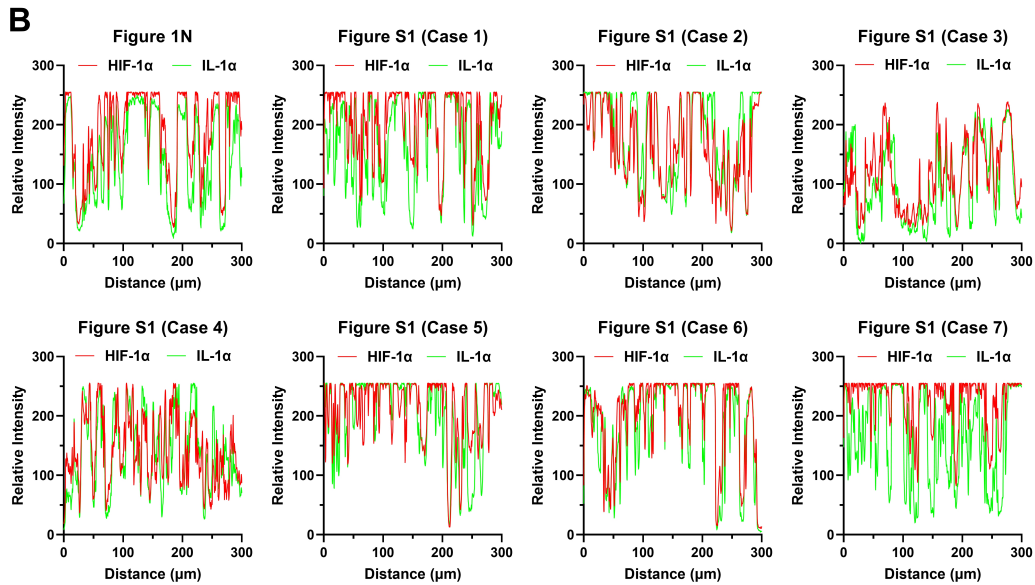 B
Figure 1N
HIF-1α IL-1α
Relative Intensity
300
200
100
0
0 100 200 300
Distance (μm)
Figure S1 (Case 1)
HIF-1α IL-1α
Relative Intensity
300
200
100
0
0 100 200 300
Distance (μm)
Figure S1 (Case 2)
HIF-1α IL-1α
Relative Intensity
300
200
100
0
0 100 200 300
Distance (μm)
Figure S1 (Case 3)
HIF-1α IL-1α
Relative Intensity
300
200
100
0
0 100 200 300
Distance (μm)
Figure S1 (Case 4)
HIF-1α IL-1α
Relative Intensity
300
200
100
0
0 100 200 300
Distance (μm)
Figure S1 (Case 5)
HIF-1α IL-1α
Relative Intensity
300
200
100
0
0 100 200 300
Distance (μm)
Figure S1 (Case 6)
HIF-1α IL-1α
Relative Intensity
300
200
100
0
0 100 200 300
Distance (μm)
Figure S1 (Case 7)
HIF-1α IL-1α
Relative Intensity
300
200
100
0
0 100 200 300
Distance (μm)